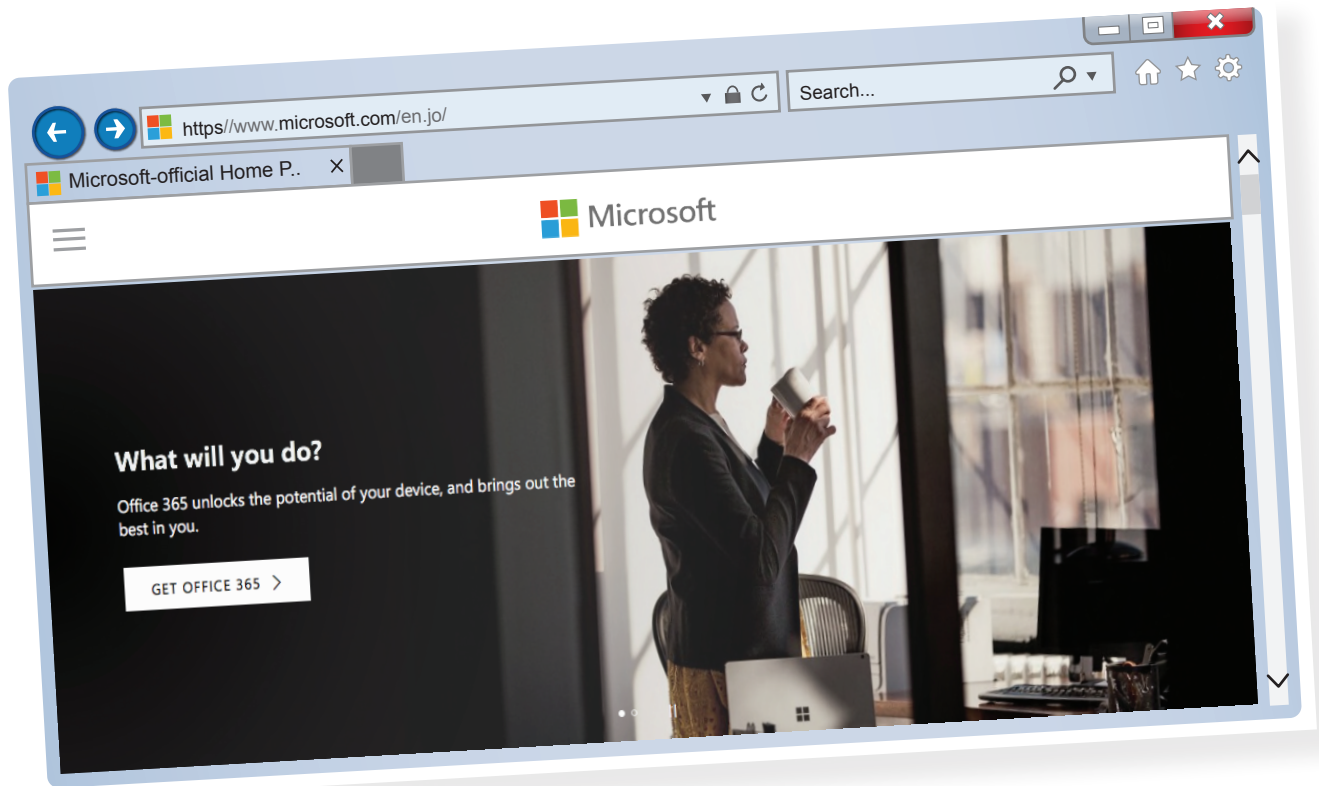 https//www.microsoft.com/en.jo/
Search...
Microsoft-official Home P..
Microsoft
What will you do?
Office 365 unlocks the potential of your device, and brings out the
best in you.
GET OFFICE 365